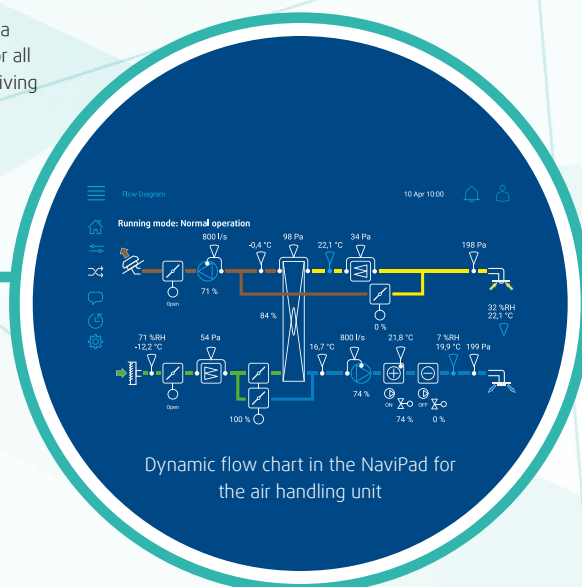 a
r all
iving
Flow Diagram
10 Apr 10:00
Running mode: Normal operation
800 l/s
-0,4 °C
98 Pa
22,1 °C
34 Pa
198 Pa
Open
71 %
0 %
32 %RH
22,1 °C
84 %
71 %RH
-12,2 °C
54 Pa
16,7 °C
800 l/s
21,8 °C
7 %RH
19,9 °C
199 Pa
Open
100 %
74 %
ON
74 %
OFF
0 %
Dynamic flow chart in the NaviPad for
the air handling unit